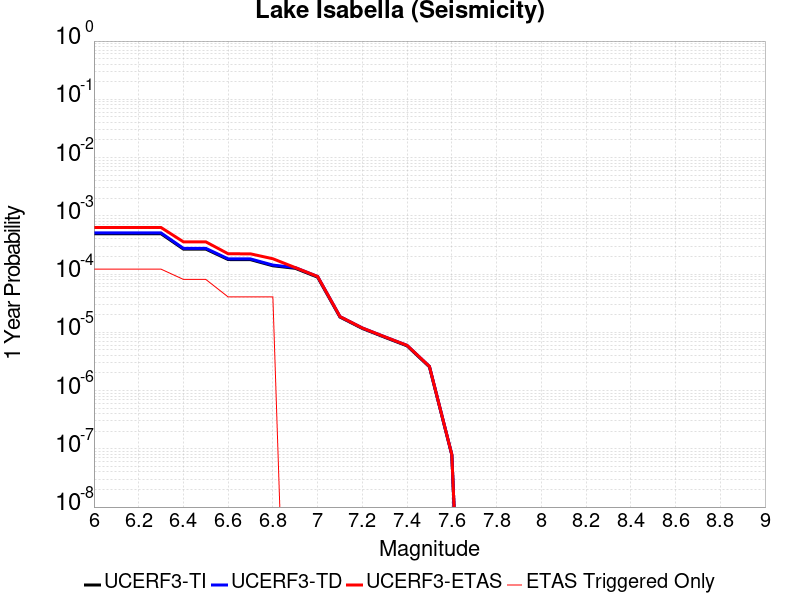 Lake Isabella (Seismicity)
10^0
10^-1
10^-2
10^-3
10^-4
10^-5
10^-6
10^-7
10^-8
1 Year Probability
6 6.2 6.4 6.6 6.8 7 7.2 7.4 7.6 7.8 8 8.2 8.4 8.6 8.8 9
Magnitude
UCERF3-TI UCERF3-TD UCERF3-ETAS ETAS Triggered Only